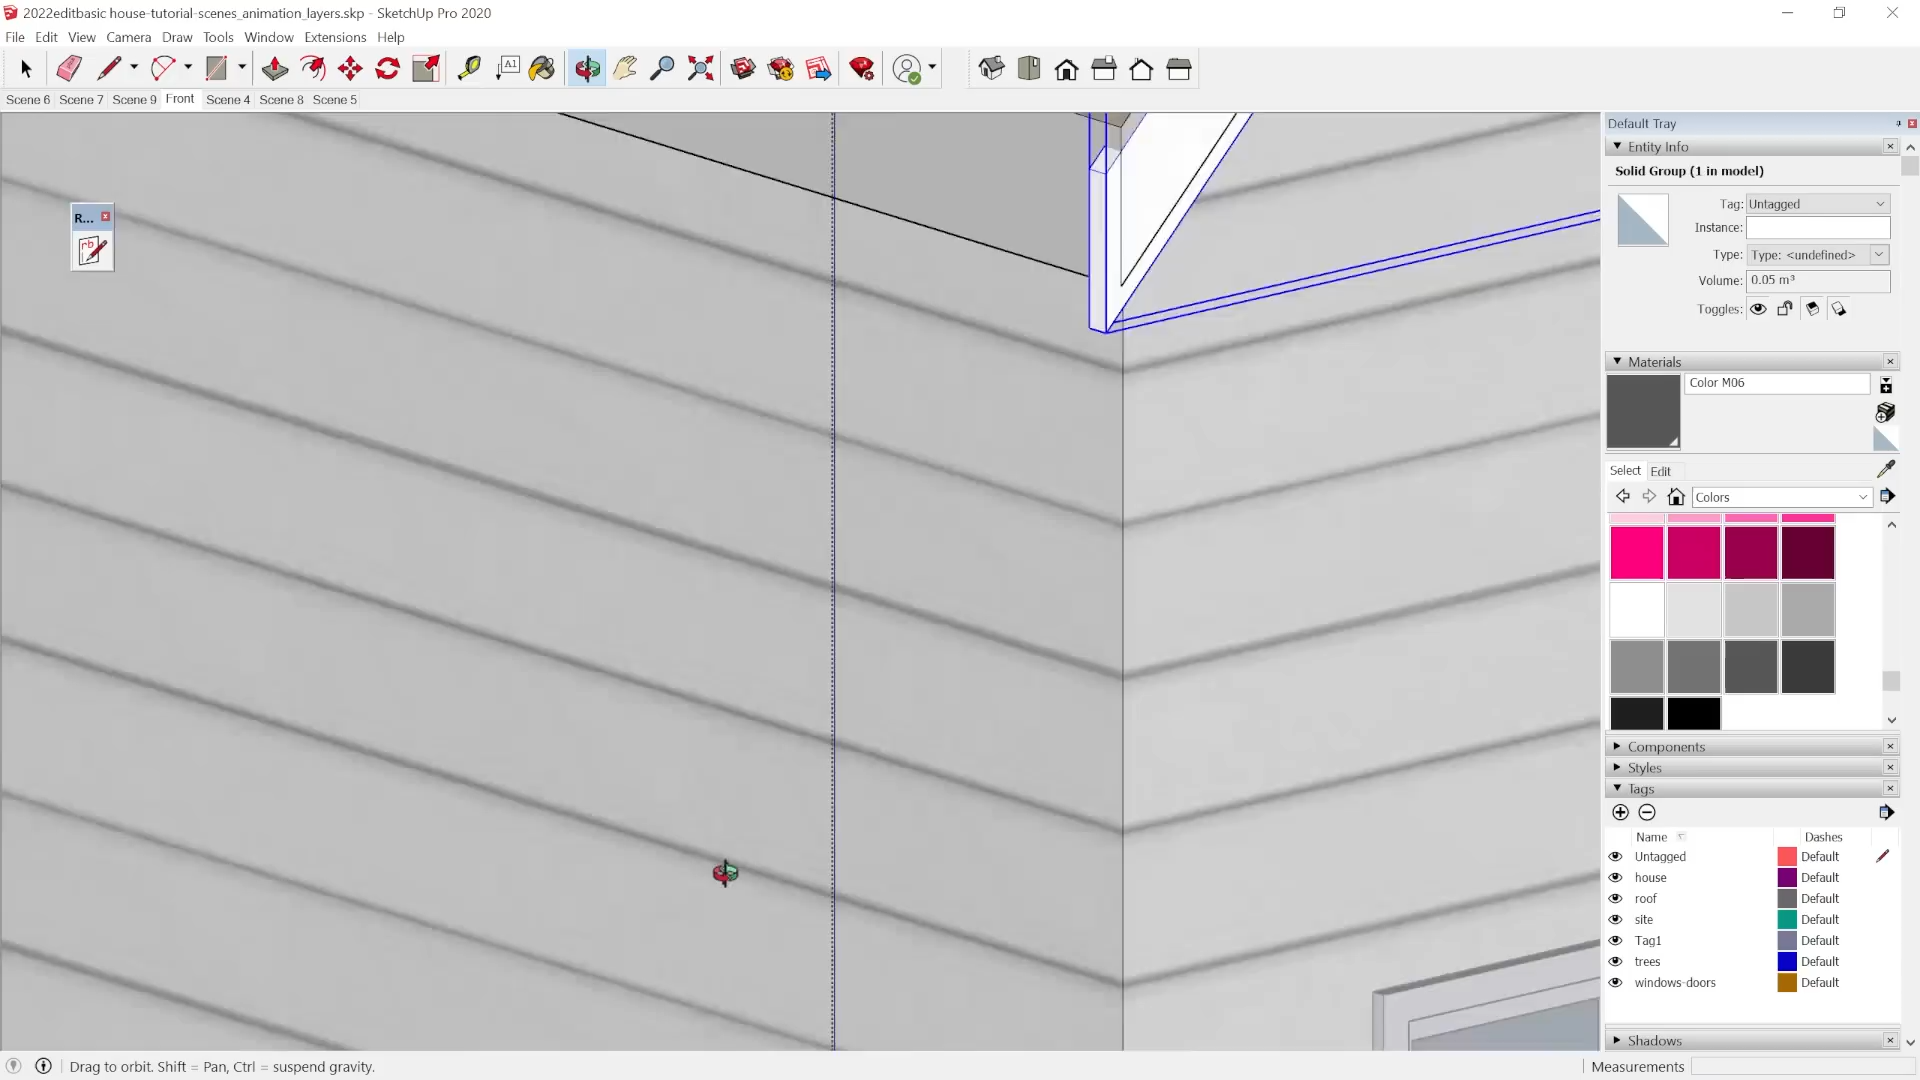 2022editbasic house-tutorial-scenes_animation_layers.skp - SketchUp Pro 2020
File Edit View Camera Draw Tools Window Extensions Help
A1
Scene 6 Scene 7 Scene 9 Front Scene 4 Scene 8 Scene 5
Default Tray
Entity Info
Solid Group (1 in model)
Tag: Untagged
Instance:
Type: Type: <undefined>
Volume: 0.05 m³
Toggles:
R...
rb
Materials
Color M06
Select Edit
Colors
Components
Styles
Tags
Name Dashes
Untagged Default
house Default
roof Default
site Default
Tag1 Default
trees Default
windows-doors Default
Shadows
Drag to orbit. Shift = Pan, Ctrl = suspend gravity.
Measurements